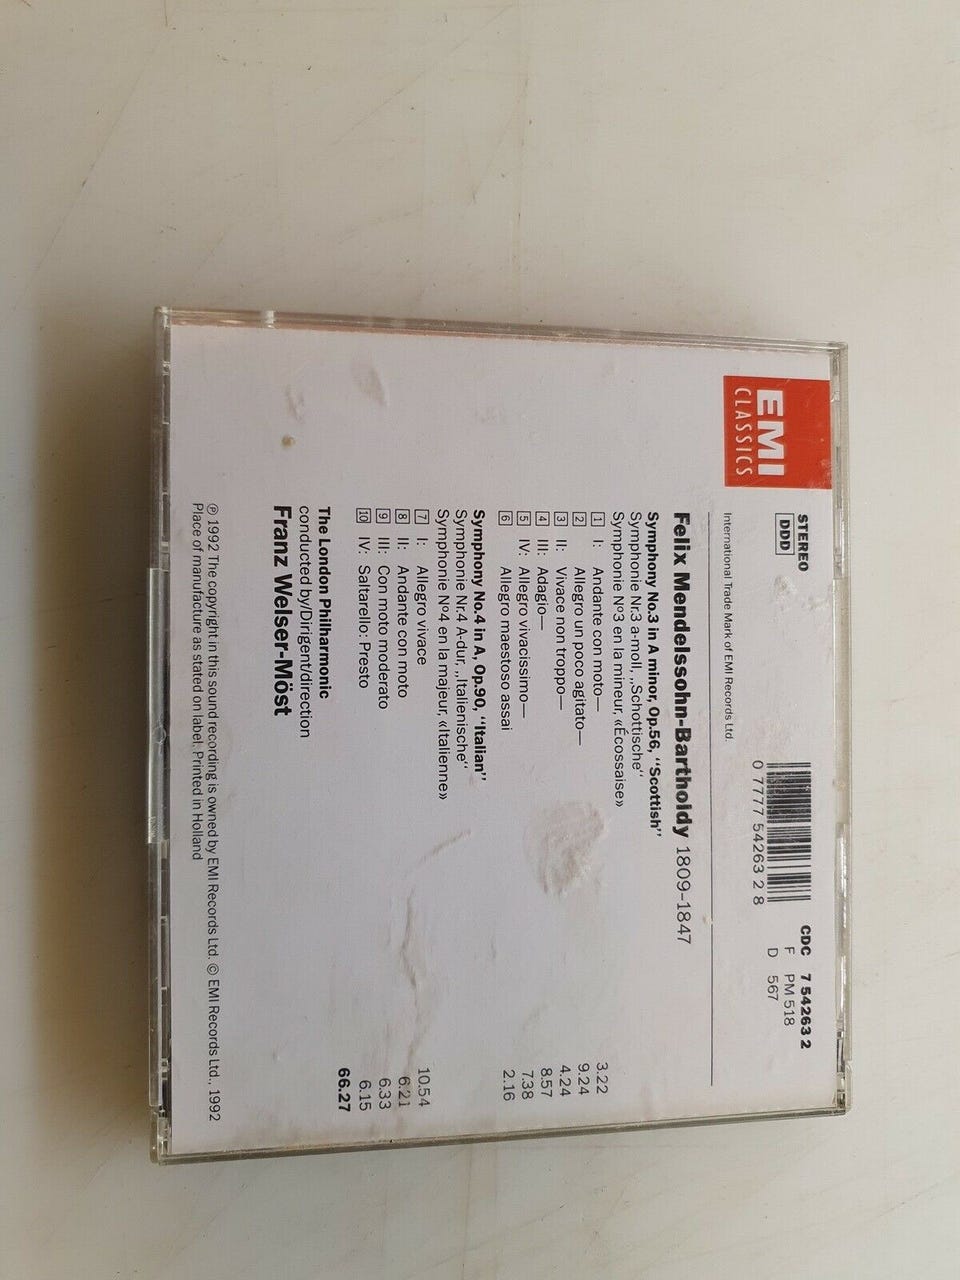 EMI
CLASSICS
STEREO
DDD
0 7777 54263 2 8
CDC 7 54263 2
F PM 518
D 567
International Trade Mark of EMI Records Ltd.
Felix Mendelssohn-Bartholdy 1809–1847
Symphony No.3 in A minor, Op.56, “Scottish”
Symphonie Nr.3 a-moll, „Schottische“
Symphonie Nº3 en la mineur, «Écossaise»
1 I: Andante con moto— 3.22
2 Allegro un poco agitato— 9.24
3 II: Vivace non troppo— 4.24
4 III: Adagio— 8.57
5 IV: Allegro vivacissimo— 7.38
6 Allegro maestoso assai 2.16
Symphony No.4 in A, Op.90, “Italian”
Symphonie Nr.4 A-dur, „Italienische“
Symphonie Nº4 en la majeur, «Italienne»
7 I: Allegro vivace 10.54
8 II: Andante con moto 6.21
9 III: Con moto moderato 6.33
10 IV: Saltarello: Presto 6.15
66.27
The London Philharmonic
conducted by/Dirigent/direction
Franz Welser-Möst
℗ 1992 The copyright in this sound recording is owned by EMI Records Ltd. © EMI Records Ltd., 1992
Place of manufacture as stated on label. Printed in Holland